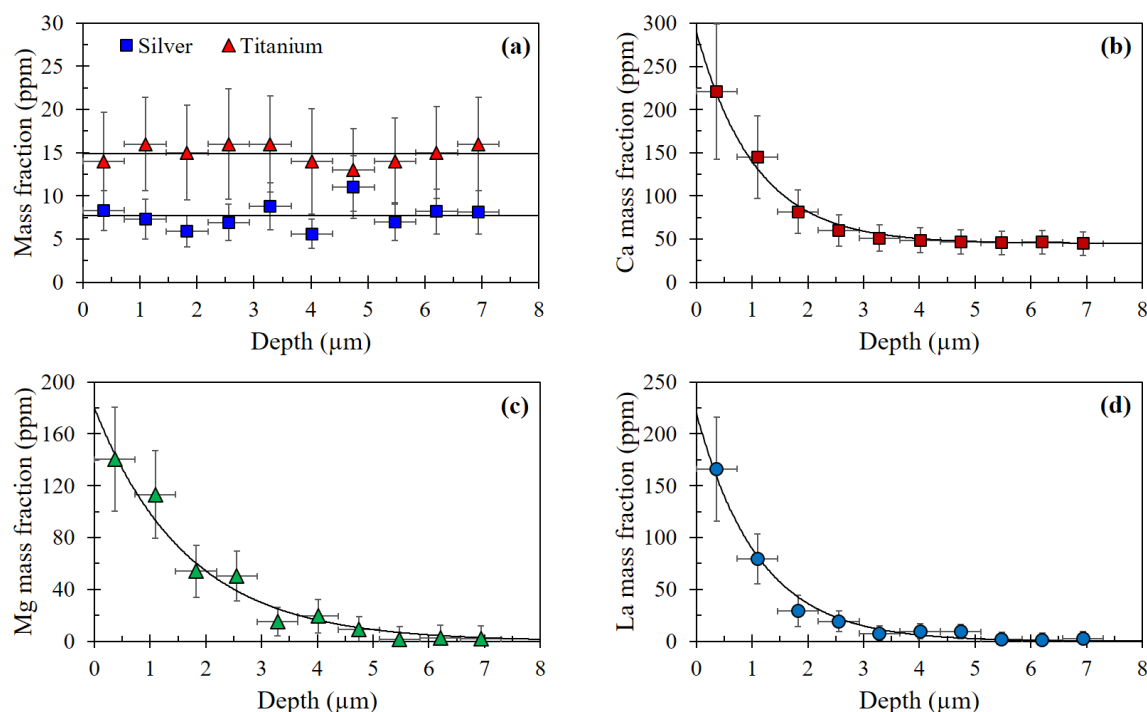 30
25
20
15
10
5
0
Mass fraction (ppm)
Silver Titanium
(a)
0 1 2 3 4 5 6 7 8
Depth (µm)
300
250
200
150
100
50
0
Ca mass fraction (ppm)
(b)
0 1 2 3 4 5 6 7 8
Depth (µm)
200
160
120
80
40
0
Mg mass fraction (ppm)
(c)
0 1 2 3 4 5 6 7 8
Depth (µm)
250
200
150
100
50
0
La mass fraction (ppm)
(d)
0 1 2 3 4 5 6 7 8
Depth (µm)